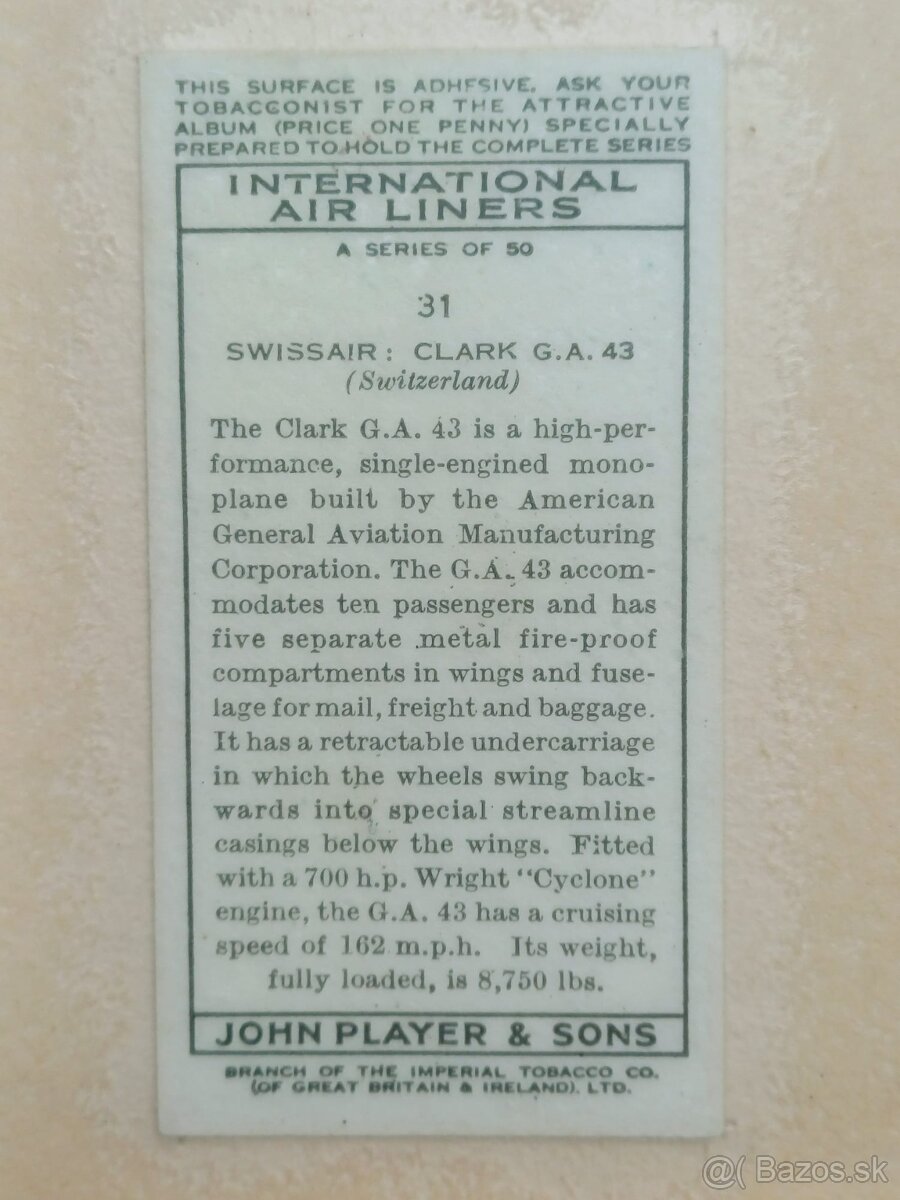 THIS SURFACE IS ADHESIVE. ASK YOUR
TOBACCONIST FOR THE ATTRACTIVE
ALBUM (PRICE ONE PENNY) SPECIALLY
PREPARED TO HOLD THE COMPLETE SERIES
INTERNATIONAL
AIR LINERS
A SERIES OF 50
31
SWISSAIR: CLARK G.A. 43
(Switzerland)
The Clark G.A. 43 is a high-per-
formance, single-engined mono-
plane built by the American
General Aviation Manufacturing
Corporation. The G.A. 43 accom-
modates ten passengers and has
five separate metal fire-proof
compartments in wings and fuse-
lage for mail, freight and baggage.
It has a retractable undercarriage
in which the wheels swing back-
wards into special streamline
casings below the wings. Fitted
with a 700 h.p. Wright "Cyclone"
engine, the G.A. 43 has a cruising
speed of 162 m.p.h. Its weight,
fully loaded, is 8,750 lbs.
JOHN PLAYER & SONS
BRANCH OF THE IMPERIAL TOBACCO CO.
(OF GREAT BRITAIN & IRELAND), LTD.
@( Bazos.sk